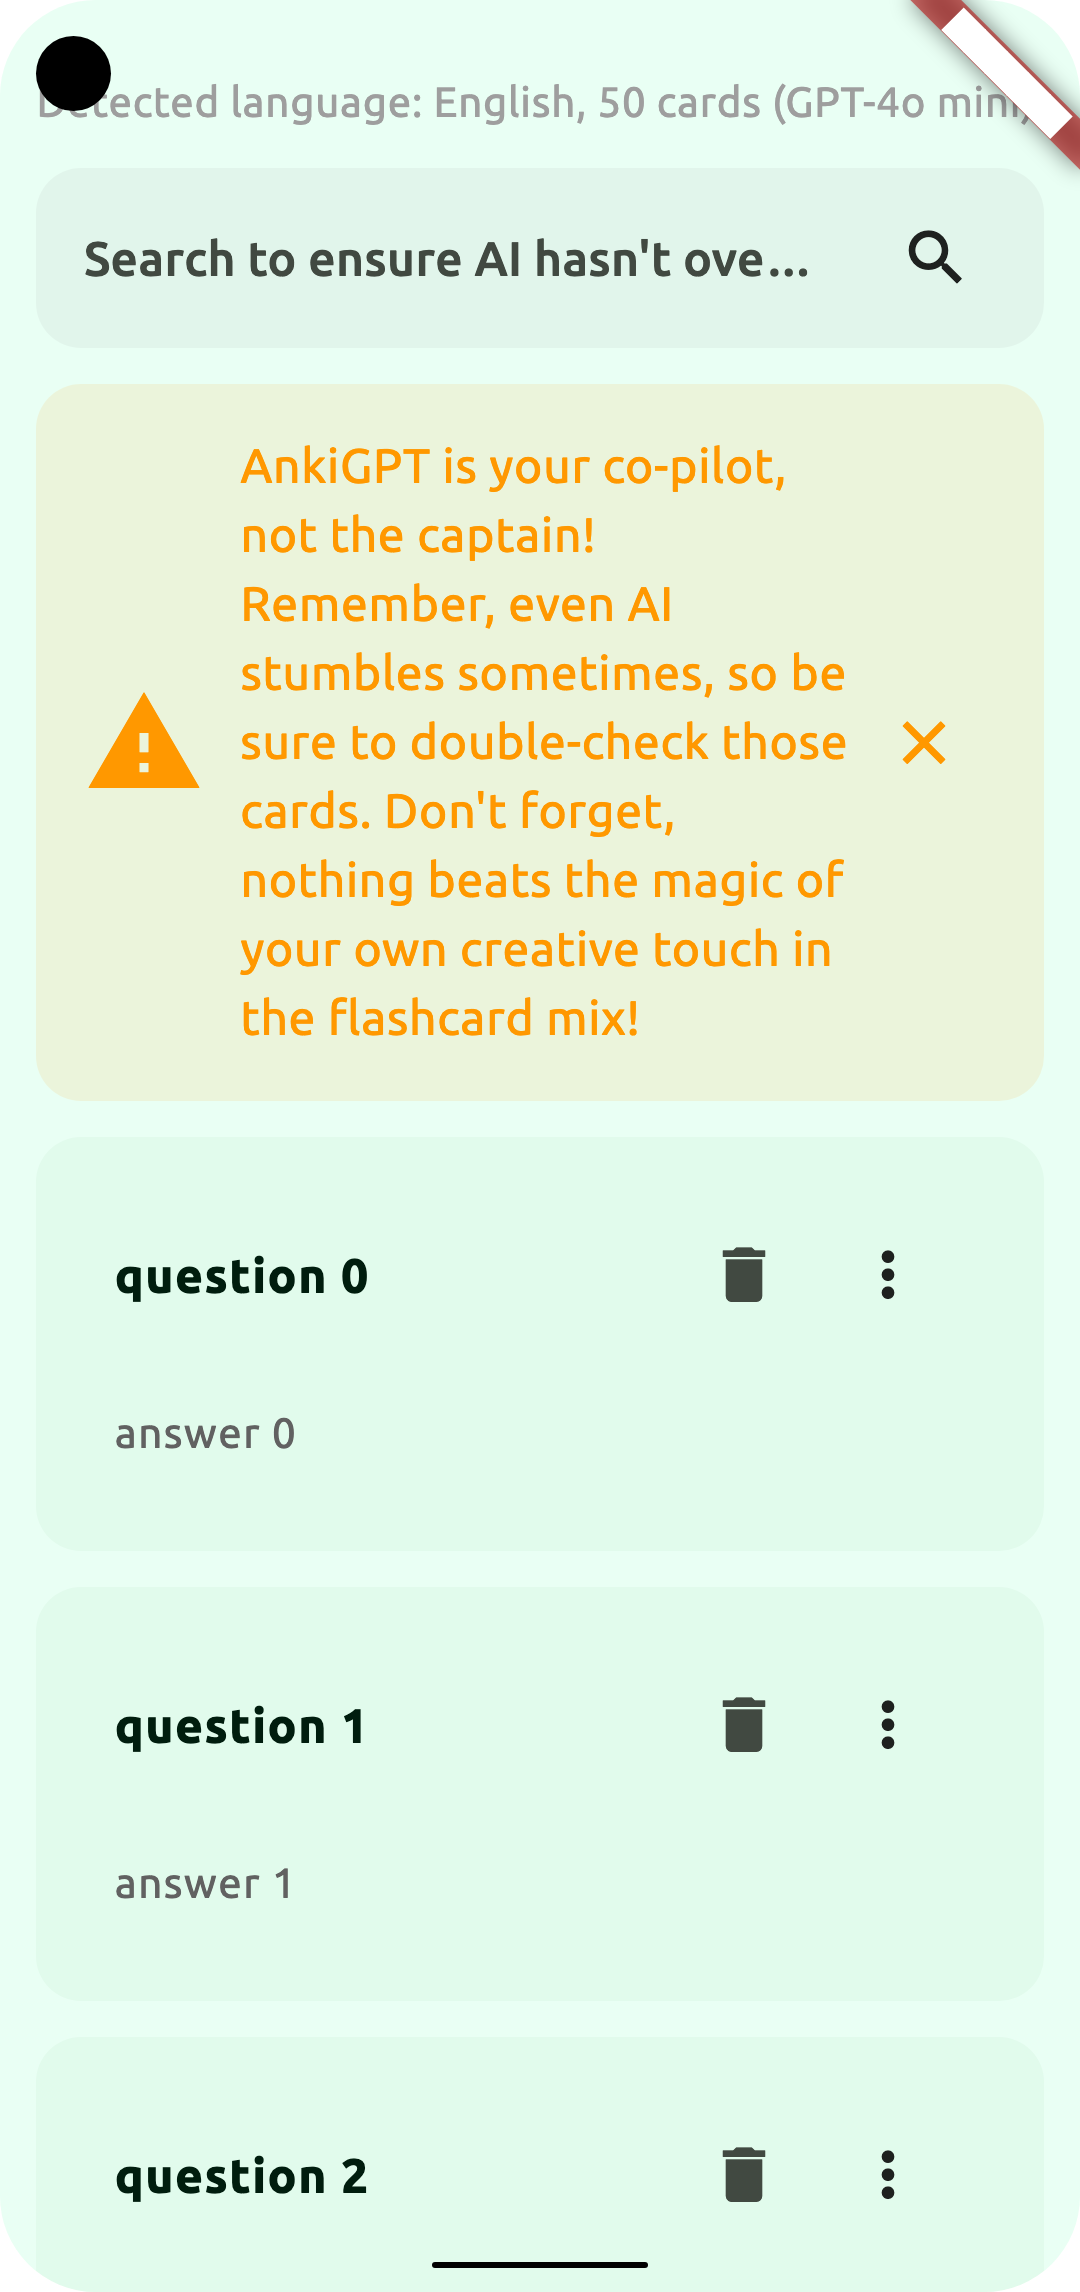 Detected language: English, 50 cards (GPT-4o mini)
Search to ensure AI hasn't ove...
AnkiGPT is your co-pilot,
not the captain!
Remember, even AI
stumbles sometimes, so be
sure to double-check those
cards. Don't forget,
nothing beats the magic of
your own creative touch in
the flashcard mix!
question 0
answer 0
question 1
answer 1
question 2